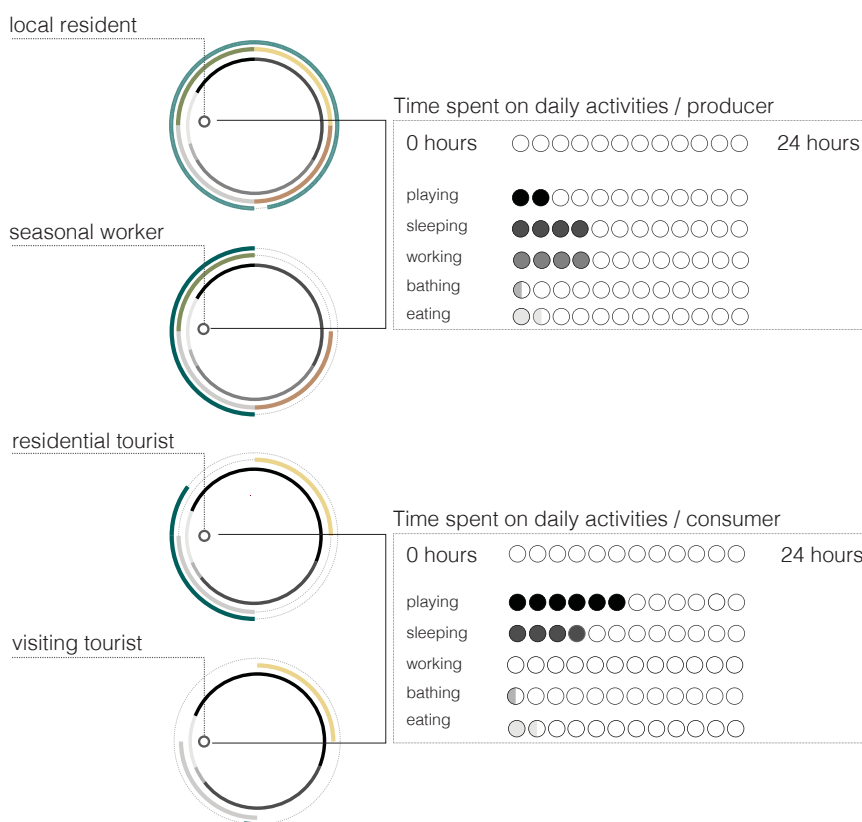 local resident
Time spent on daily activities / producer
0 hours 24 hours
playing
sleeping
working
bathing
eating
seasonal worker
residential tourist
Time spent on daily activities / consumer
0 hours 24 hours
playing
sleeping
working
bathing
eating
visiting tourist